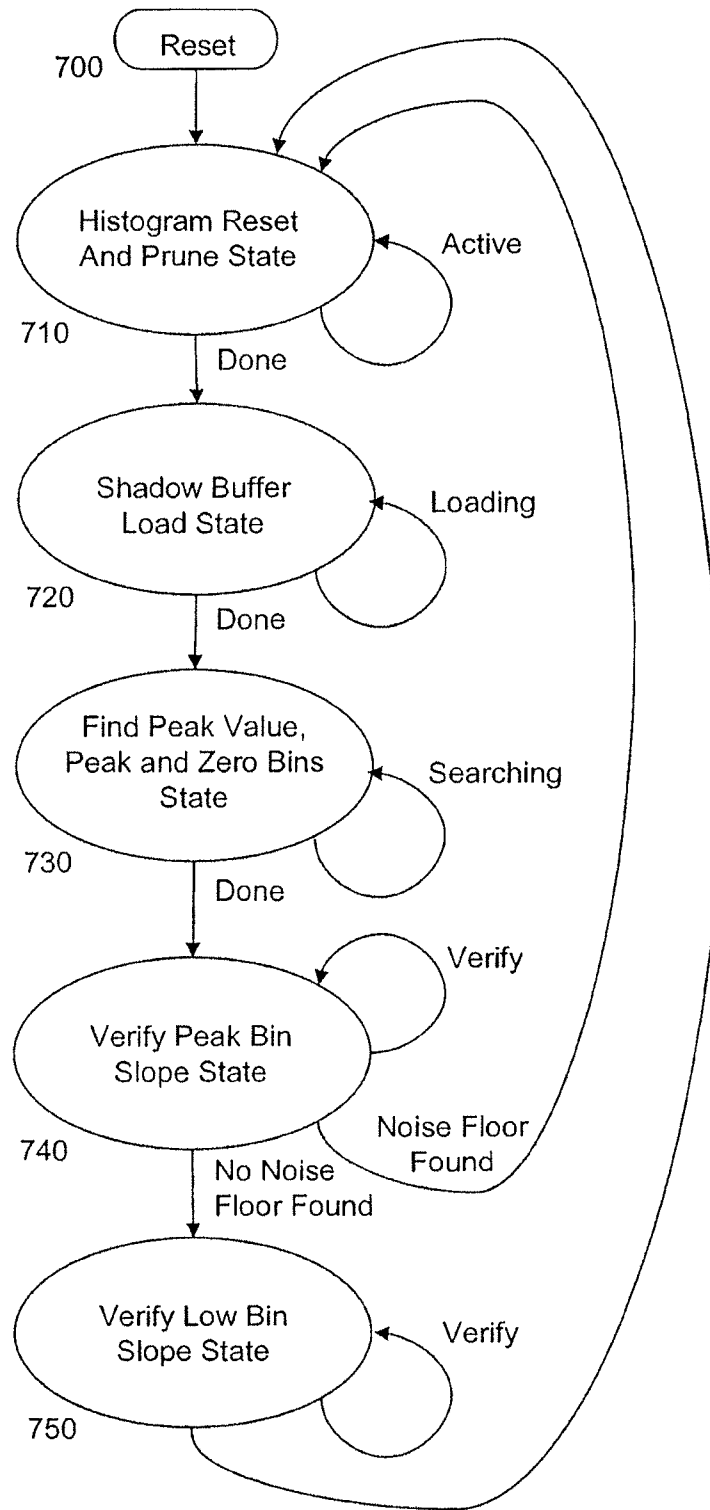 Reset
700
Histogram Reset
And Prune State
Active
710
Done
Shadow Buffer
Load State
Loading
720
Done
Find Peak Value,
Peak and Zero Bins
State
Searching
730
Done
Verify
Verify Peak Bin
Slope State
740
Noise Floor
Found
No Noise
Floor Found
Verify Low Bin
Slope State
Verify
750